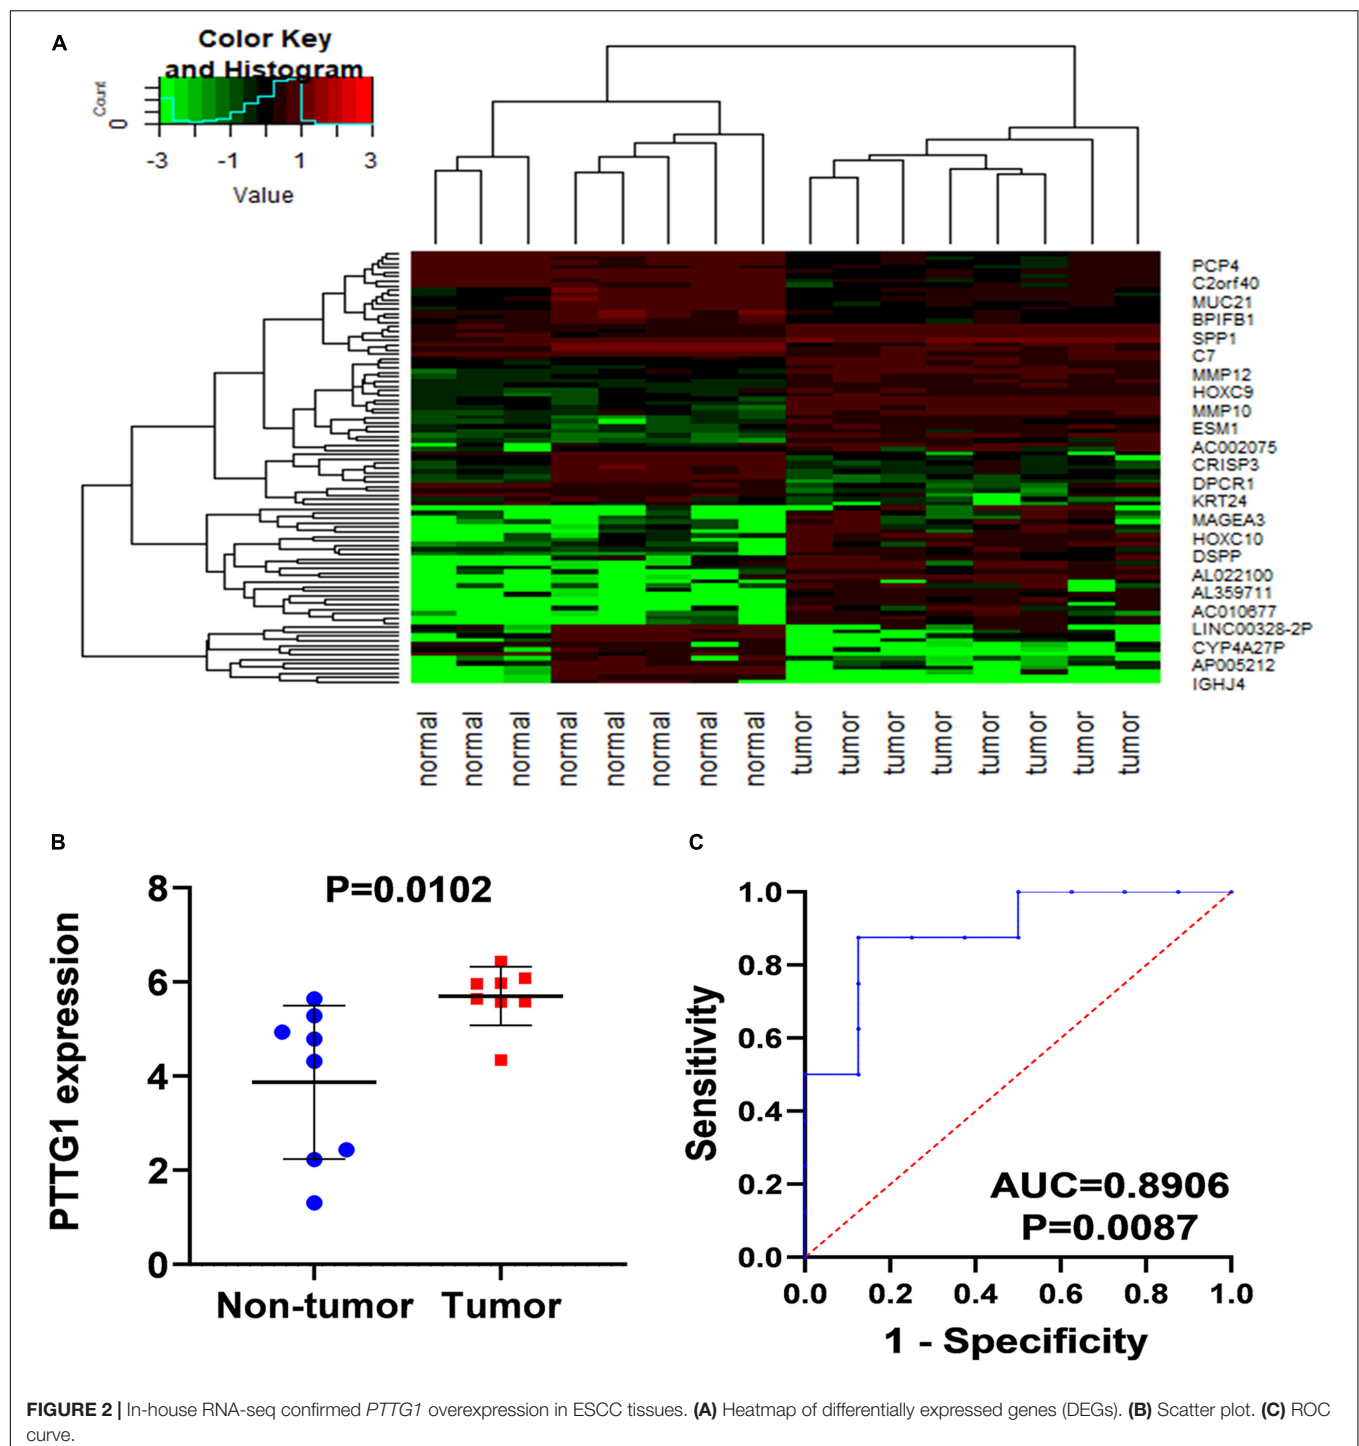 A
Color Key
and Histogram
Count
0
-3 -1 1 3
Value
PCP4
C2orf40
MUC21
BPIFB1
SPP1
C7
MMP12
HOXC9
MMP10
ESM1
AC002075
CRISP3
DPCR1
KRT24
MAGEA3
HOXC10
DSPP
AL022100
AL359711
AC010677
LINC00328-2P
CYP4A27P
AP005212
IGHJ4
normal normal normal normal normal normal normal normal tumor tumor tumor tumor tumor tumor tumor tumor
B
P=0.0102
PTTG1 expression
8
6
4
2
0
Non-tumor Tumor
C
Sensitivity
1.0
0.8
0.6
0.4
0.2
0.0
AUC=0.8906
P=0.0087
0.0 0.2 0.4 0.6 0.8 1.0
1 - Specificity
FIGURE 2 | In-house RNA-seq confirmed PTTG1 overexpression in ESCC tissues. (A) Heatmap of differentially expressed genes (DEGs). (B) Scatter plot. (C) ROC
curve.